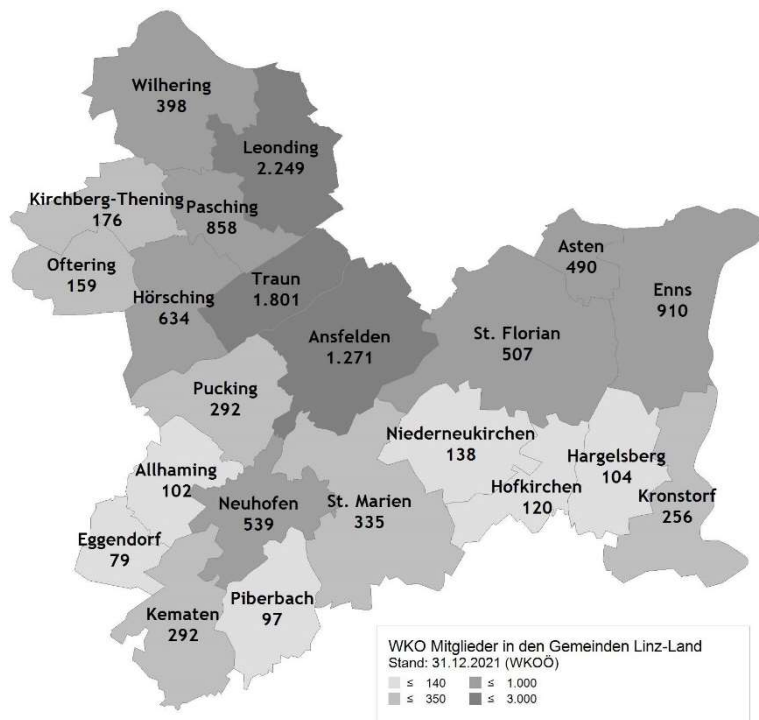 Wilhering
398
Leonding
2.249
Kirchberg-Thening
176
Pasching
858
Oftering
159
Hörsching
634
Traun
1.801
Ansfelden
1.271
Asten
490
Enns
910
St. Florian
507
Pucking
292
Niederneukirchen
138
Hargelsberg
104
Hofkirchen
120
Kronstorf
256
Allhaming
102
Neuhofen
539
St. Marien
335
Eggendorf
79
Kematen
292
Piberbach
97
WKO Mitglieder in den Gemeinden Linz-Land
Stand: 31.12.2021 (WKOÖ)
≤ 140 ≤ 1.000
≤ 350 ≤ 3.000